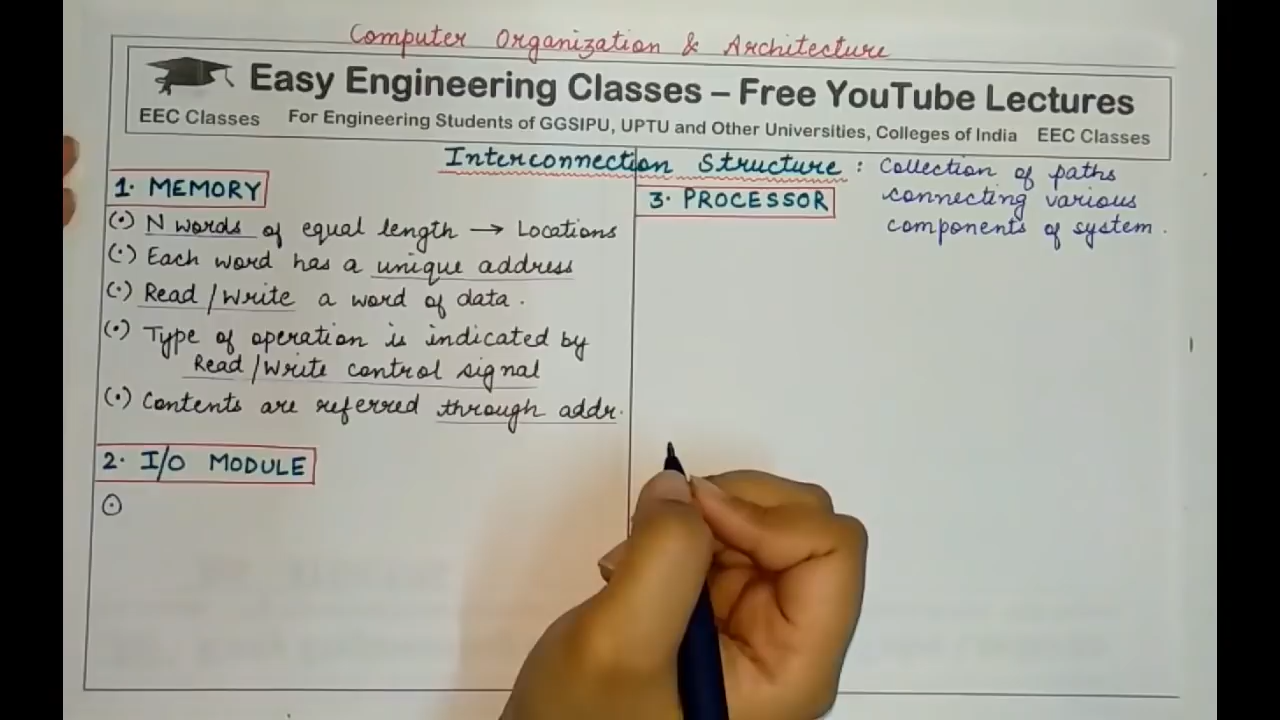 Computer Organization & Architecture
Easy Engineering Classes – Free YouTube Lectures
EEC Classes For Engineering Students of GGSIPU, UPTU and Other Universities, Colleges of India EEC Classes
Interconnection Structure : Collection of paths
connecting various
components of system.
1. MEMORY
(•) N words of equal length → Locations
(•) Each word has a unique address
(•) Read/Write a word of data.
(•) Type of operation is indicated by
Read/Write control signal
(•) Contents are referred through addr.
2. I/O MODULE
3. PROCESSOR